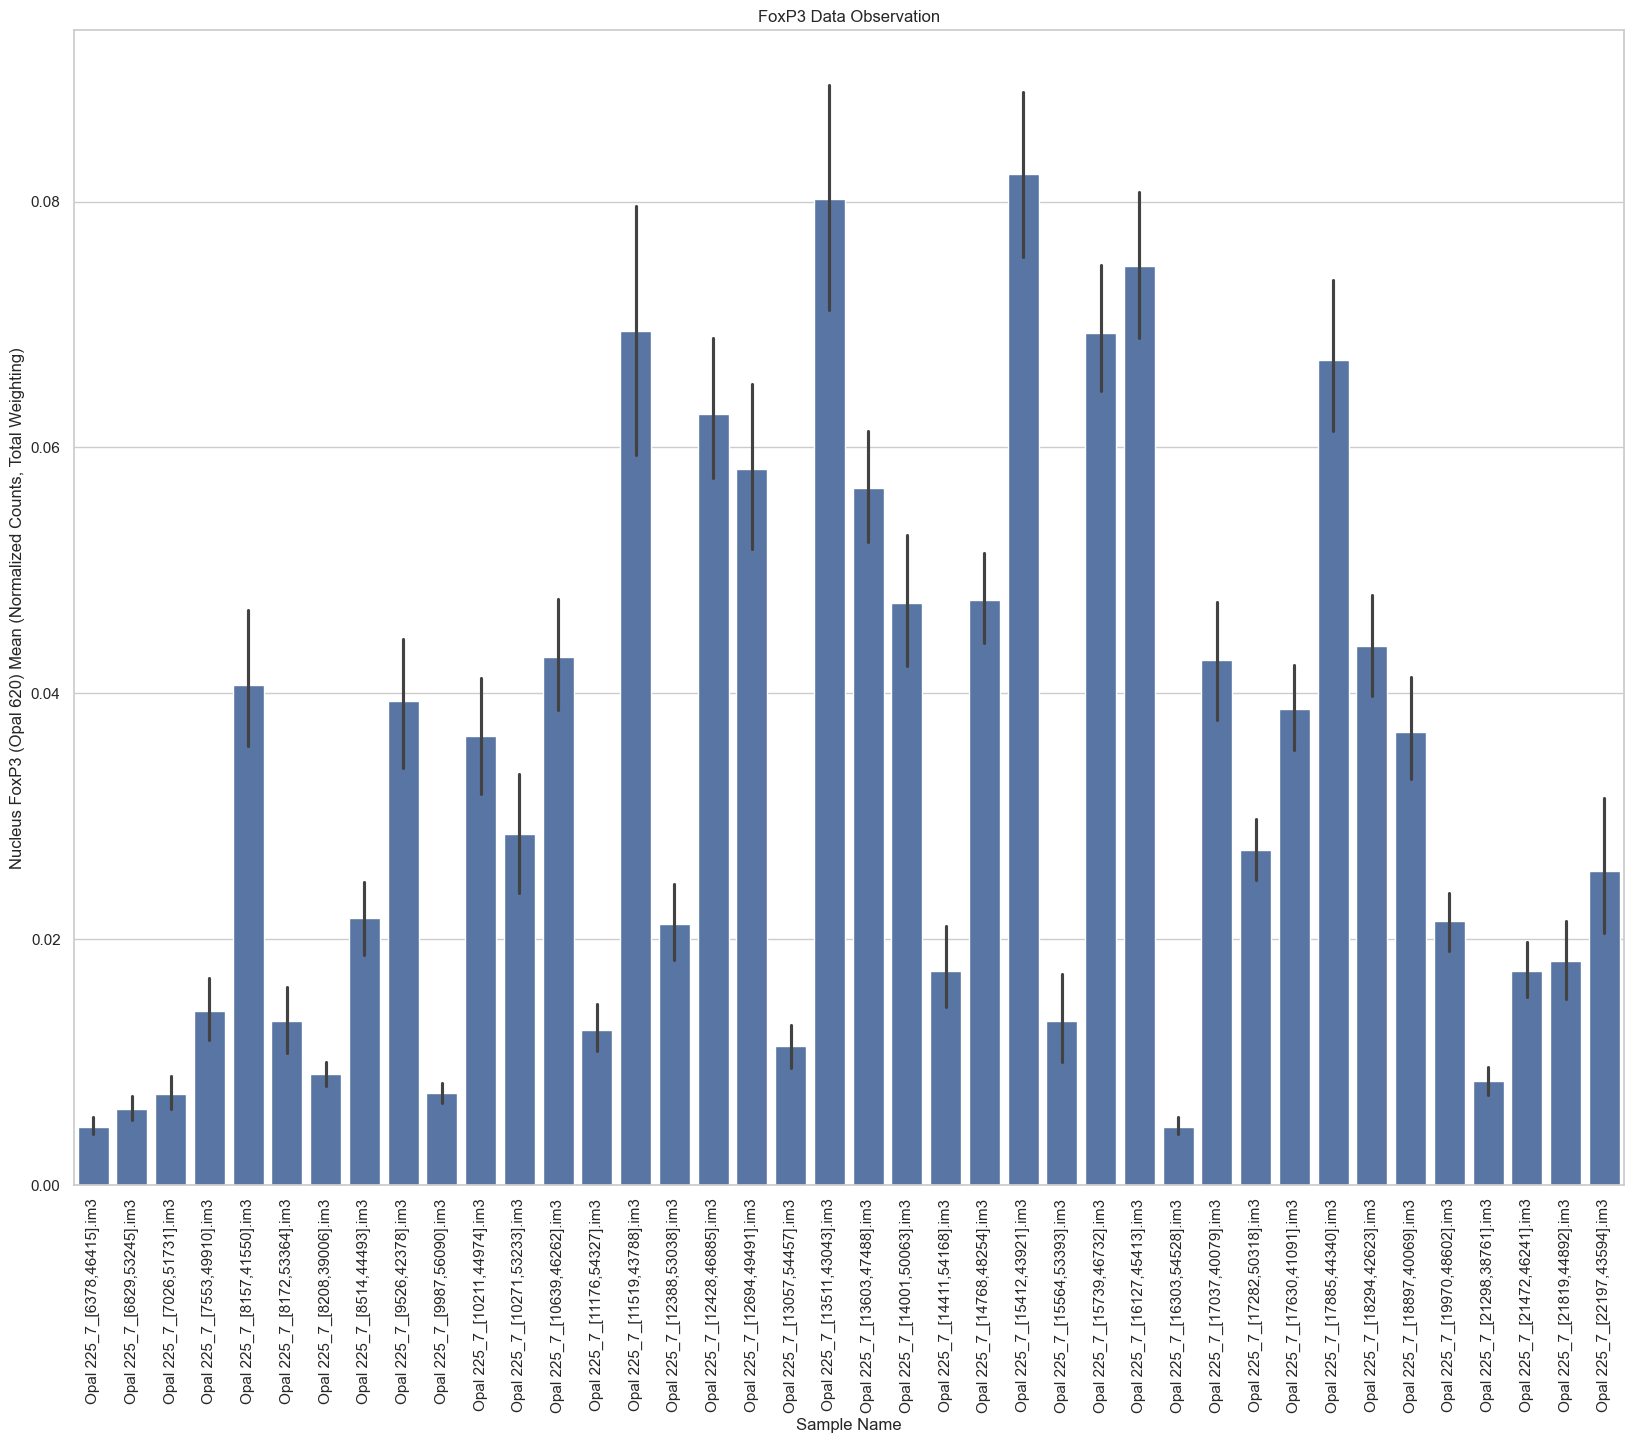 FoxP3 Data Observation
Nucleus FoxP3 (Opal 620) Mean (Normalized Counts, Total Weighting)
0.08
0.06
0.04
0.02
0.00
Opal 225_7_[6378,46415].im3
Opal 225_7_[6829,53245].im3
Opal 225_7_[7026,51731].im3
Opal 225_7_[7553,49910].im3
Opal 225_7_[8157,41550].im3
Opal 225_7_[8172,53364].im3
Opal 225_7_[8208,39006].im3
Opal 225_7_[8514,44493].im3
Opal 225_7_[9526,42378].im3
Opal 225_7_[9987,56090].im3
Opal 225_7_[10211,44974].im3
Opal 225_7_[10271,53233].im3
Opal 225_7_[10639,46262].im3
Opal 225_7_[11176,54327].im3
Opal 225_7_[11519,43788].im3
Opal 225_7_[12388,53038].im3
Opal 225_7_[12428,46885].im3
Opal 225_7_[12694,49491].im3
Opal 225_7_[13057,54457].im3
Opal 225_7_[13511,43043].im3
Opal 225_7_[13603,47488].im3
Opal 225_7_[14001,50063].im3
Opal 225_7_[14411,54168].im3
Opal 225_7_[14768,48254].im3
Opal 225_7_[15412,43921].im3
Opal 225_7_[15564,53393].im3
Opal 225_7_[15739,46732].im3
Opal 225_7_[16127,45413].im3
Opal 225_7_[16303,54528].im3
Opal 225_7_[17037,40079].im3
Opal 225_7_[17282,50318].im3
Opal 225_7_[17630,41091].im3
Opal 225_7_[17885,44340].im3
Opal 225_7_[18294,42623].im3
Opal 225_7_[18897,40069].im3
Opal 225_7_[19970,48602].im3
Opal 225_7_[21298,38761].im3
Opal 225_7_[21472,46241].im3
Opal 225_7_[21819,44892].im3
Opal 225_7_[22197,43594].im3
Sample Name